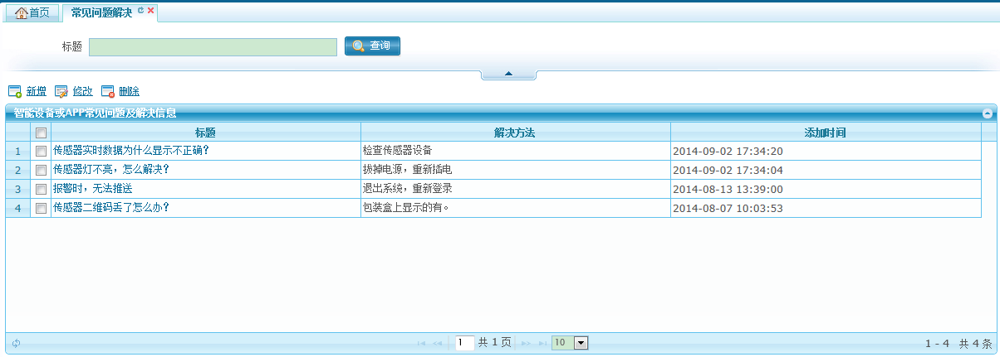 首页 常见问题解决
标题 查询
新增 修改 删除
智能设备或APP常见问题及解决信息
标题 解决方法 添加时间
1 传感器实时数据为什么显示不正确？ 检查传感器设备 2014-09-02 17:34:20
2 传感器灯不亮，怎么解决？ 拔掉电源，重新插电 2014-09-02 17:34:04
3 报警时，无法推送 退出系统，重新登录 2014-08-13 13:39:00
4 传感器二维码丢了怎么办？ 包装盒上显示的有。 2014-08-07 10:03:53
1 共 1 页 10 1 - 4 共 4 条